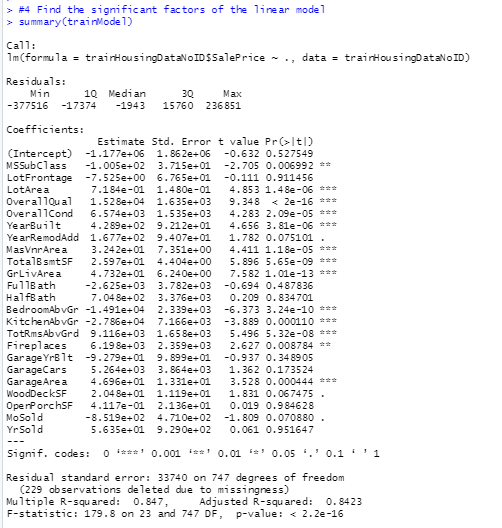 > #4 Find the significant factors of the linear model
> summary(trainModel)
Call:
lm(formula = trainHousingDataNoID$SalePrice ~ ., data = trainHousingDataNoID)
Residuals:
Min 1Q Median 3Q Max
-377516 -17374 -1943 15760 236851
Coefficients:
Estimate Std. Error t value Pr(>|t|)
(Intercept) -1.177e+06 1.862e+06 -0.632 0.527549
MSSubClass -1.005e+02 3.715e+01 -2.705 0.006992 **
LotFrontage -7.525e+00 6.765e+01 -0.111 0.911456
LotArea 7.184e-01 1.480e-01 4.853 1.48e-06 ***
OverallQual 1.528e+04 1.635e+03 9.348 < 2e-16 ***
OverallCond 6.574e+03 1.535e+03 4.283 2.09e-05 ***
YearBuilt 4.289e+02 9.212e+01 4.656 3.81e-06 ***
YearRemodAdd 1.677e+02 9.407e+01 1.782 0.075101 .
MasVnrArea 3.242e+01 7.351e+00 4.411 1.18e-05 ***
TotalBsmtSF 2.597e+01 4.404e+00 5.896 5.65e-09 ***
GrLivArea 4.732e+01 6.240e+00 7.582 1.01e-13 ***
FullBath -2.625e+03 3.782e+03 -0.694 0.487836
HalfBath 7.048e+02 3.376e+03 0.209 0.834701
BedroomAbvGr -1.491e+04 2.339e+03 -6.373 3.24e-10 ***
KitchenAbvGr -2.786e+04 7.166e+03 -3.889 0.000110 ***
TotRmsAbvGrd 9.116e+03 1.658e+03 5.496 5.32e-08 ***
Fireplaces 6.198e+03 2.359e+03 2.627 0.008784 **
GarageYrBlt -9.279e+01 9.899e+01 -0.937 0.348905
GarageCars 5.264e+03 3.864e+03 1.362 0.173524
GarageArea 4.696e+01 1.331e+01 3.528 0.000444 ***
WoodDeckSF 2.048e+01 1.119e+01 1.831 0.067475 .
OpenPorchSF 4.117e-01 2.136e+01 0.019 0.984628
MoSold -8.519e+02 4.710e+02 -1.809 0.070880 .
YrSold 5.635e+01 9.290e+02 0.061 0.951647
---
Signif. codes: 0 ‘***’ 0.001 ‘**’ 0.01 ‘*’ 0.05 ‘.’ 0.1 ‘ ’ 1
Residual standard error: 33740 on 747 degrees of freedom
(229 observations deleted due to missingness)
Multiple R-squared: 0.847, Adjusted R-squared: 0.8423
F-statistic: 179.8 on 23 and 747 DF, p-value: < 2.2e-16